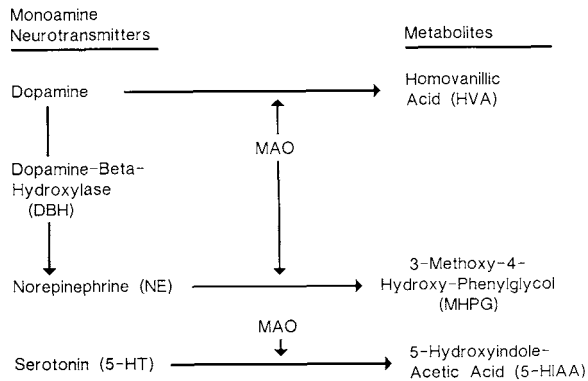 Monoamine
Neurotransmitters
Metabolites
Dopamine
Homovanillic
Acid (HVA)
MAO
Dopamine-Beta-
Hydroxylase
(DBH)
Norepinephrine (NE)
3-Methoxy-4-
Hydroxy-Phenylglycol
(MHPG)
MAO
Serotonin (5-HT)
5-Hydroxyindole-
Acetic Acid (5-HIAA)